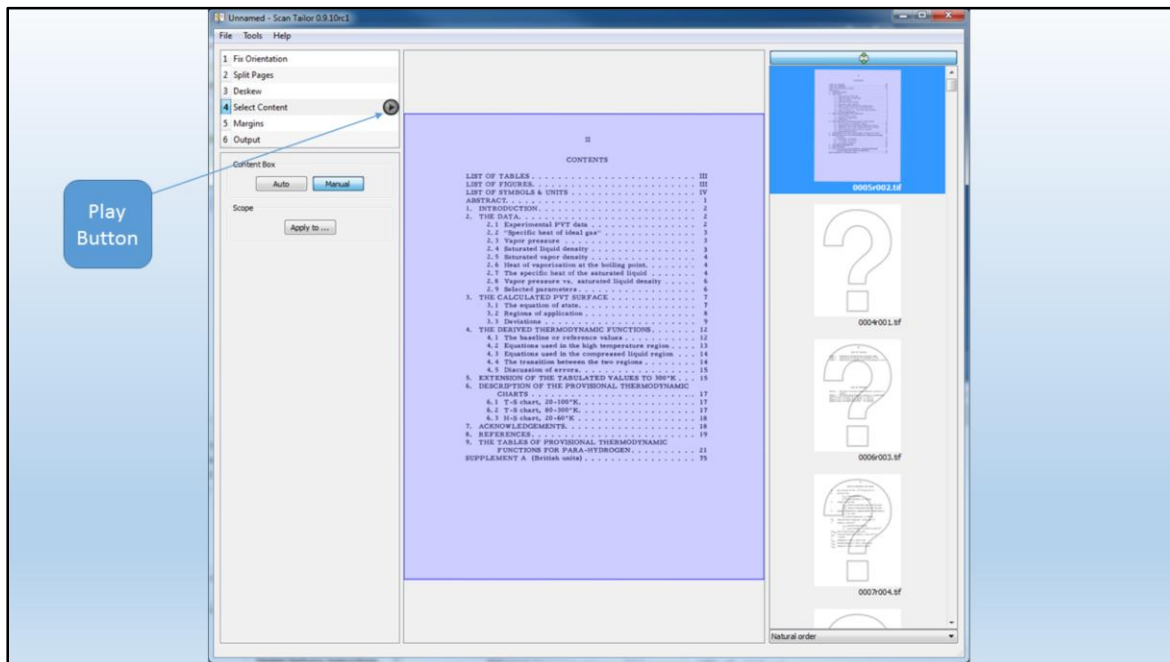 Unnamed - Scan Tailor 0.9.10rc1
File Tools Help
1 Fix Orientation
2 Split Pages
3 Deskew
4 Select Content
5 Margins
6 Output
Content Box
Auto Manual
Scope
Apply to ...
Play
Button
II
CONTENTS
LIST OF TABLES . . . . . . . . . . . . . . . . . . . . . . . . III
LIST OF FIGURES. . . . . . . . . . . . . . . . . . . . . . . . III
LIST OF SYMBOLS & UNITS . . . . . . . . . . . . . . . . . . IV
ABSTRACT. . . . . . . . . . . . . . . . . . . . . . . . . . . 1
1. INTRODUCTION . . . . . . . . . . . . . . . . . . . . . . . 2
2. THE DATA. . . . . . . . . . . . . . . . . . . . . . . . . 2
2.1 Experimental PVT data . . . . . . . . . . . . . . . . 2
2.2 "Specific heat of ideal gas" . . . . . . . . . . . . . . 3
2.3 Vapor pressure . . . . . . . . . . . . . . . . . . . . 3
2.4 Saturated liquid density . . . . . . . . . . . . . . . . 3
2.5 Saturated vapor density . . . . . . . . . . . . . . . . 4
2.6 Heat of vaporization at the boiling point. . . . . . . . . 4
2.7 The specific heat of the saturated liquid . . . . . . . . 4
2.8 Vapor pressure vs. saturated liquid density . . . . . . . 6
2.9 Selected parameters . . . . . . . . . . . . . . . . . . 6
3. THE CALCULATED PVT SURFACE . . . . . . . . . . . . . . 7
3.1 The equation of state. . . . . . . . . . . . . . . . . . 7
3.2 Regions of application . . . . . . . . . . . . . . . . . 8
3.3 Deviations . . . . . . . . . . . . . . . . . . . . . . 9
4. THE DERIVED THERMODYNAMIC FUNCTIONS. . . . . . . 12
4.1 The baseline or reference values . . . . . . . . . . . . 12
4.2 Equations used in the high temperature region . . . . 13
4.3 Equations used in the compressed liquid region . . . 14
4.4 The transition between the two regions . . . . . . . . 14
4.5 Discussion of errors. . . . . . . . . . . . . . . . . . 15
5. EXTENSION OF THE TABULATED VALUES TO 300°K . . . 15
6. DESCRIPTION OF THE PROVISIONAL THERMODYNAMIC
CHARTS . . . . . . . . . . . . . . . . . . . . . . . . 17
6.1 T-S chart, 20-100°K. . . . . . . . . . . . . . . . . . 17
6.2 T-S chart, 80-300°K. . . . . . . . . . . . . . . . . . 17
6.3 H-S chart, 20-60°K . . . . . . . . . . . . . . . . . . 18
7. ACKNOWLEDGEMENTS. . . . . . . . . . . . . . . . . . . . 18
8. REFERENCES. . . . . . . . . . . . . . . . . . . . . . . . 19
9. THE TABLES OF PROVISIONAL THERMODYNAMIC
FUNCTIONS FOR PARA-HYDROGEN. . . . . . . . . . 21
SUPPLEMENT A (British units) . . . . . . . . . . . . . . . . . 75
0005r002.tif
0004r001.tif
0006r003.tif
0007r004.tif
Natural order